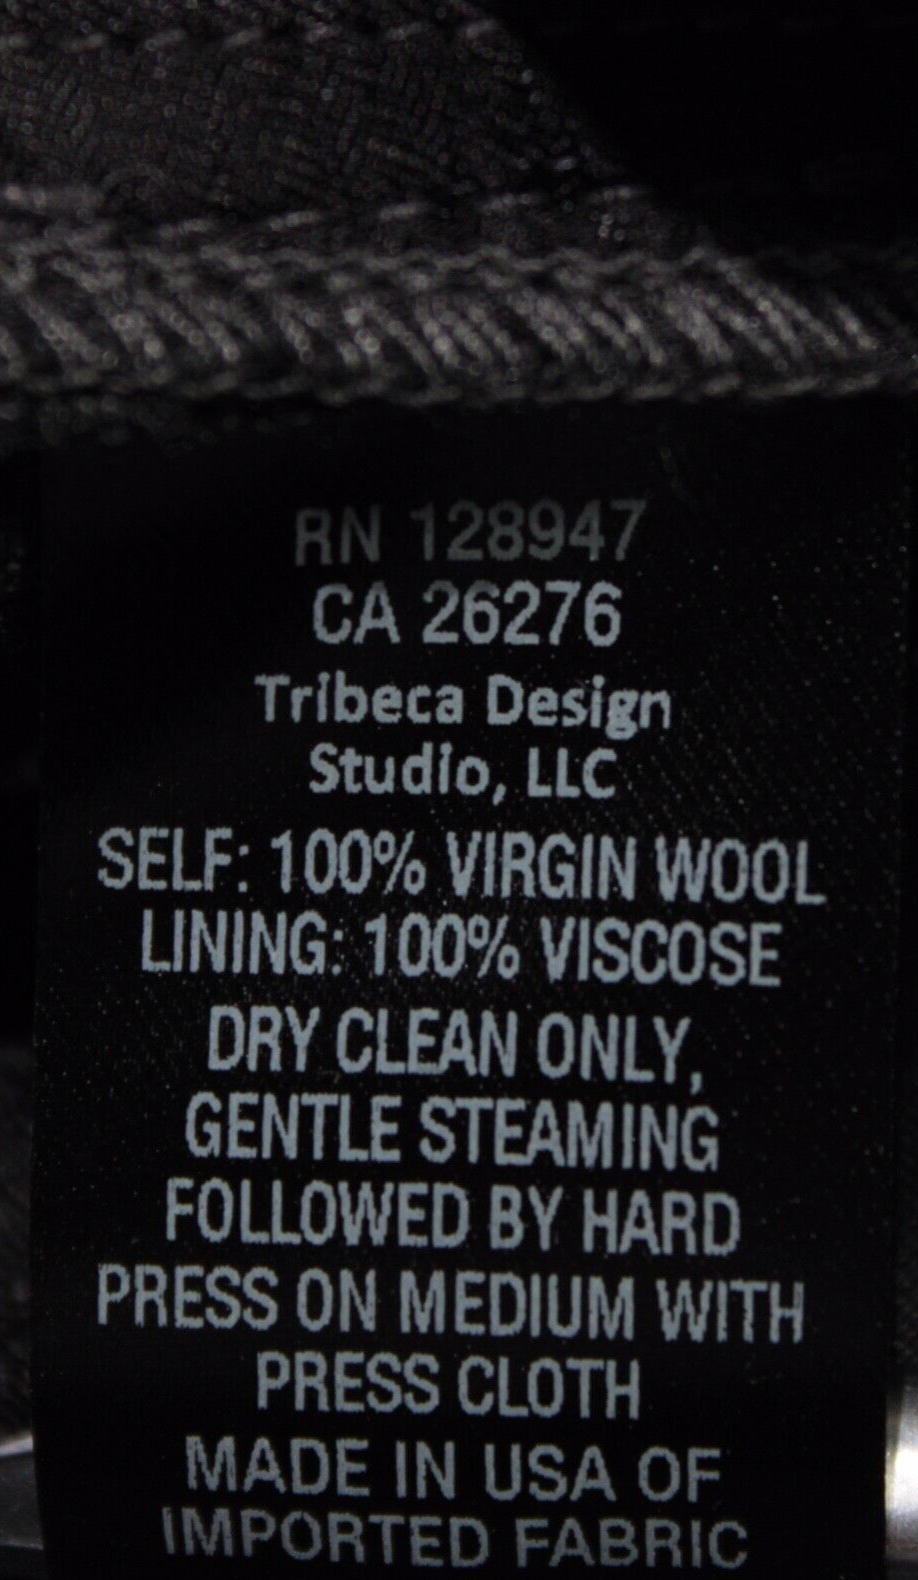 RN 128947
CA 26276
Tribeca Design
Studio, LLC
SELF: 100% VIRGIN WOOL
LINING: 100% VISCOSE
DRY CLEAN ONLY,
GENTLE STEAMING
FOLLOWED BY HARD
PRESS ON MEDIUM WITH
PRESS CLOTH
MADE IN USA OF
IMPORTED FABRIC